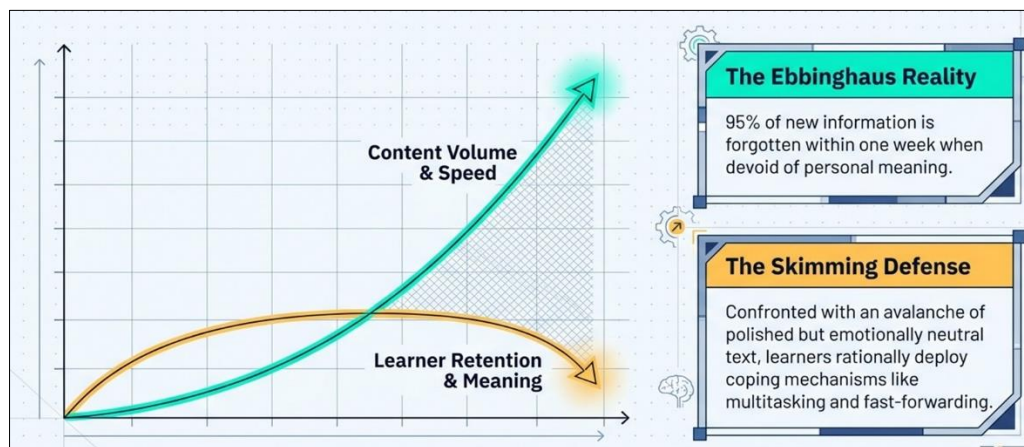 Content Volume
& Speed
Learner Retention
& Meaning
The Ebbinghaus Reality
95% of new information is
forgotten within one week when
devoid of personal meaning.
The Skimming Defense
Confronted with an avalanche of
polished but emotionally neutral
text, learners rationally deploy
coping mechanisms like
multitasking and fast-forwarding.